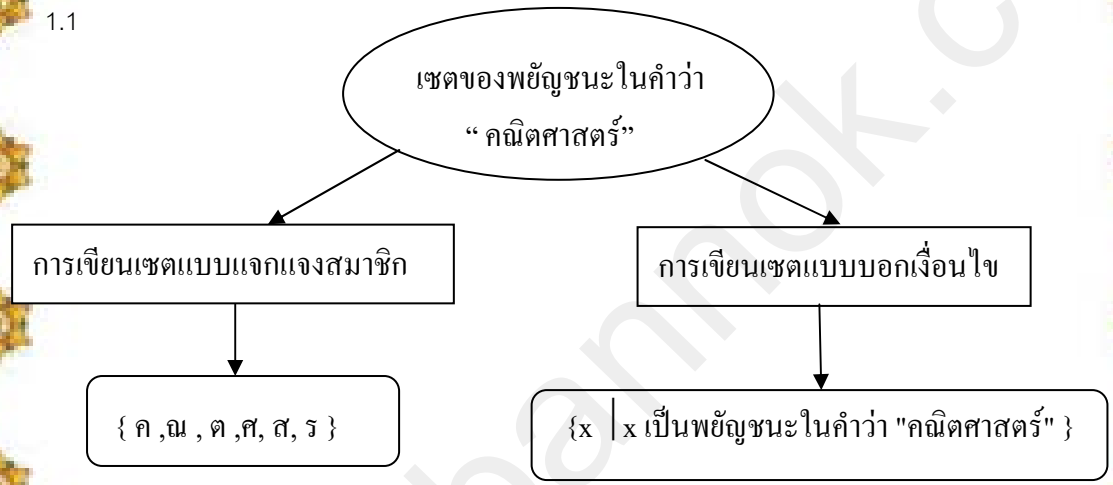 1.1
เซตของพยัญชนะในคำว่า
“ คณิตศาสตร์”
การเขียนเซตแบบแจกแจงสมาชิก
การเขียนเซตแบบบอกเงื่อนไข
{ ค ,ณ , ต ,ศ, ส, ร }
{x | x เป็นพยัญชนะในคำว่า "คณิตศาสตร์" }
bannok.c